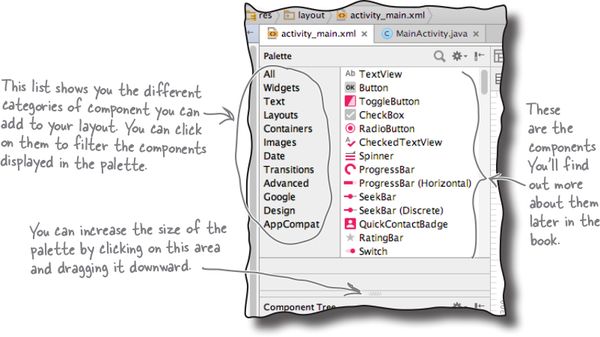 res layout activity_main.xml
activity_main.xml × MainActivity.java ×
Palette
This list shows you the different
categories of component you can
add to your layout. You can click
on them to filter the components
displayed in the palette.
All
Widgets
Text
Layouts
Containers
Images
Date
Transitions
Advanced
Google
Design
AppCompat
Ab TextView
OK Button
ToggleButton
CheckBox
RadioButton
CheckedTextView
Spinner
ProgressBar
ProgressBar (Horizontal)
SeekBar
SeekBar (Discrete)
QuickContactBadge
RatingBar
Switch
These
are the
components
You'll find
out more
about them
later in the
book.
You can increase the size of the
palette by clicking on this area
and dragging it downward.
Component Tree